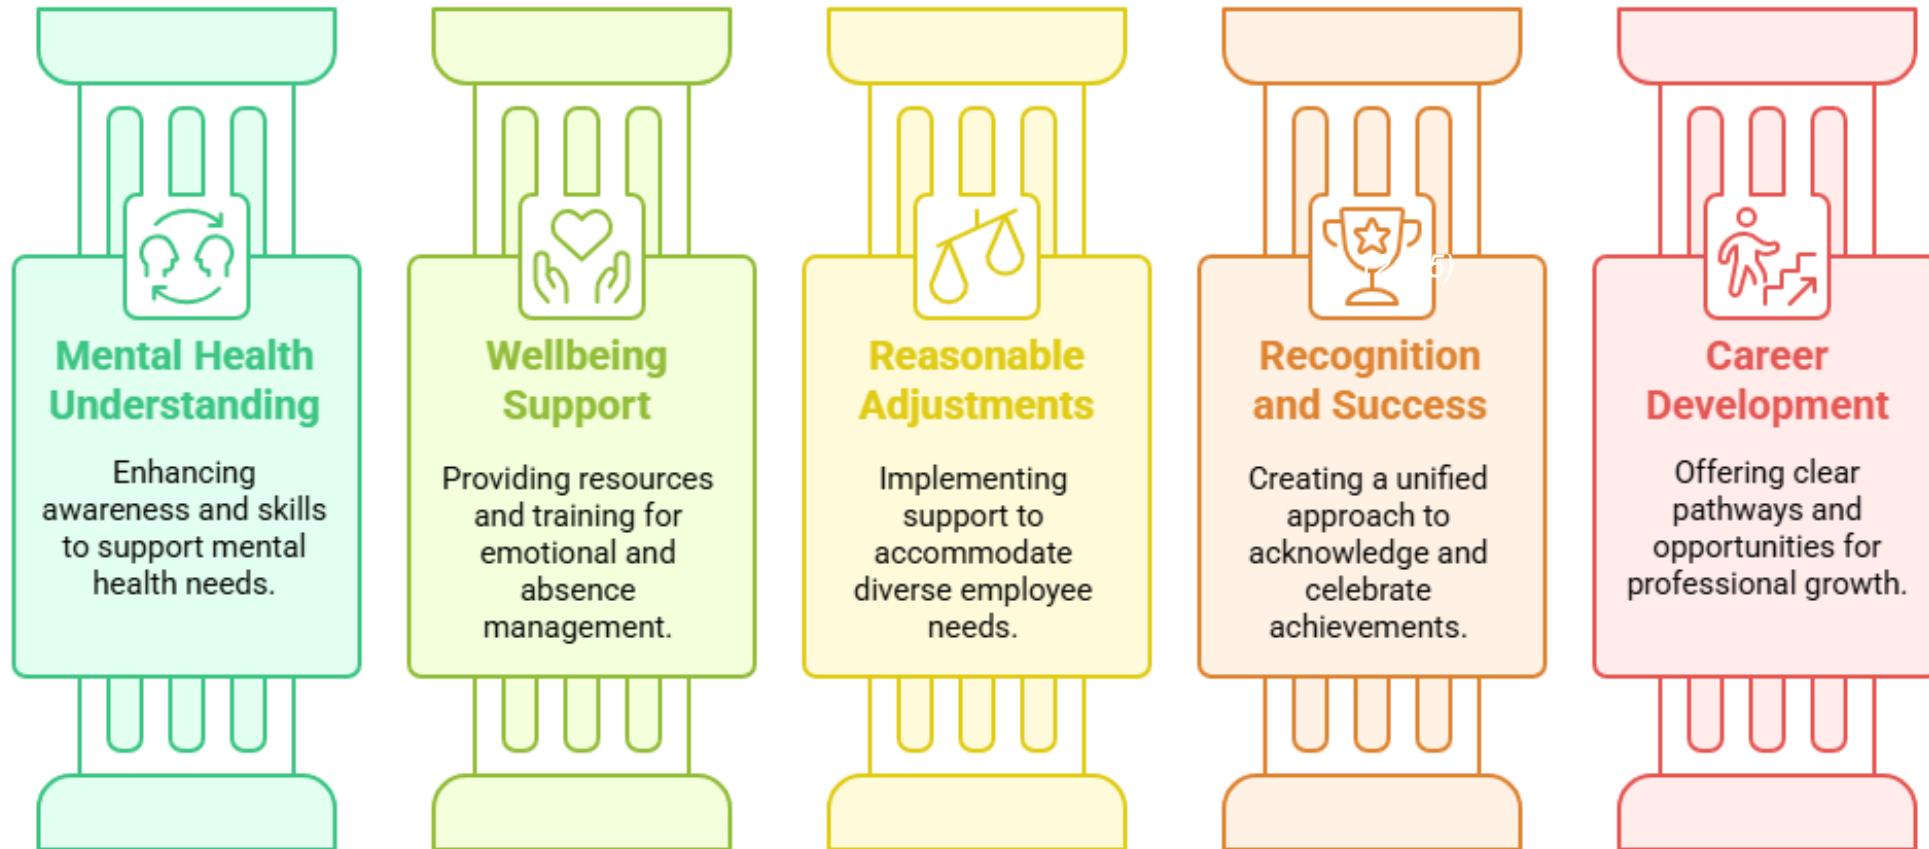 Mental Health
Understanding
Enhancing
awareness and skills
to support mental
health needs.
Wellbeing
Support
Providing resources
and training for
emotional and
absence
management.
Reasonable
Adjustments
Implementing
support to
accommodate
diverse employee
needs.
Recognition
and Success
Creating a unified
approach to
acknowledge and
celebrate
achievements.
Career
Development
Offering clear
pathways and
opportunities for
professional growth.